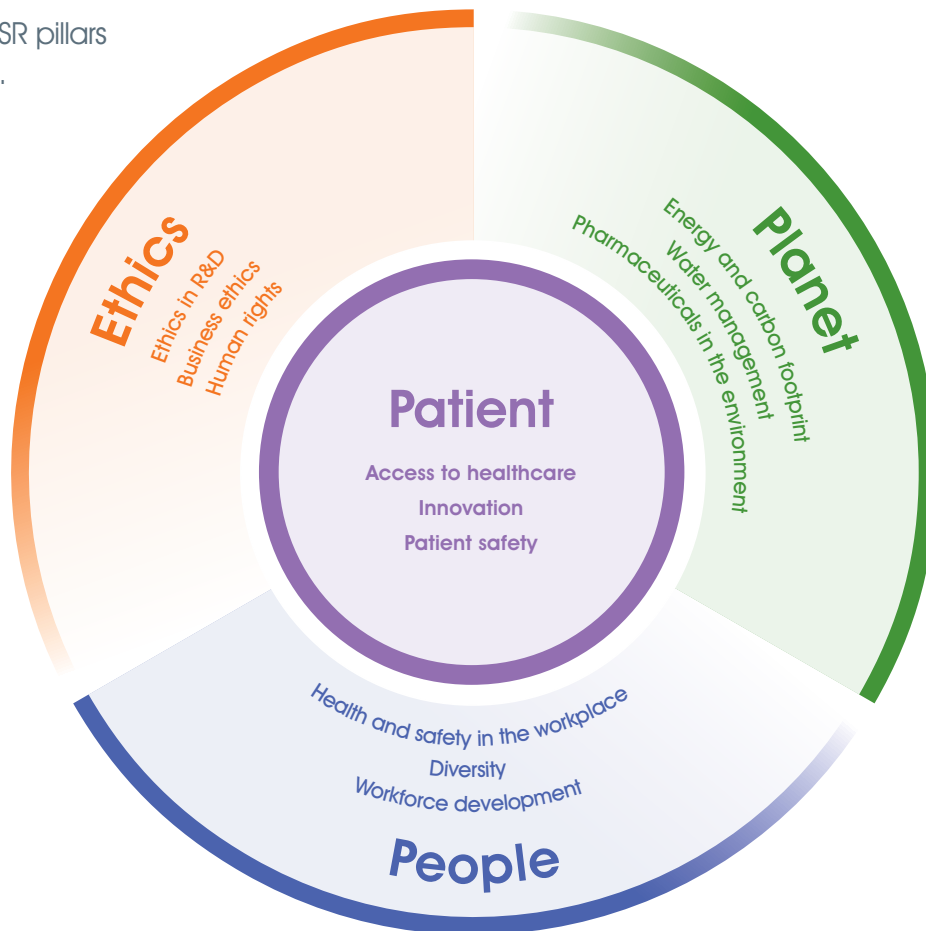 SR pillars
Ethics
Ethics in R&D
Business ethics
Human rights
Planet
Energy and carbon footprint
Water management
Pharmaceuticals in the environment
Patient
Access to healthcare
Innovation
Patient safety
Health and safety in the workplace
Diversity
Workforce development
People